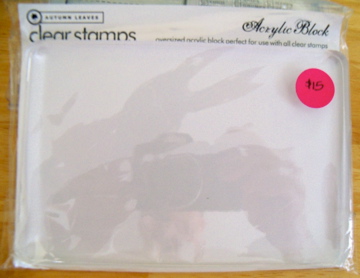 AUTUMN LEAVES
clear stamps
Acrylic Block
oversized acrylic block perfect for use with all clear stamps
$15